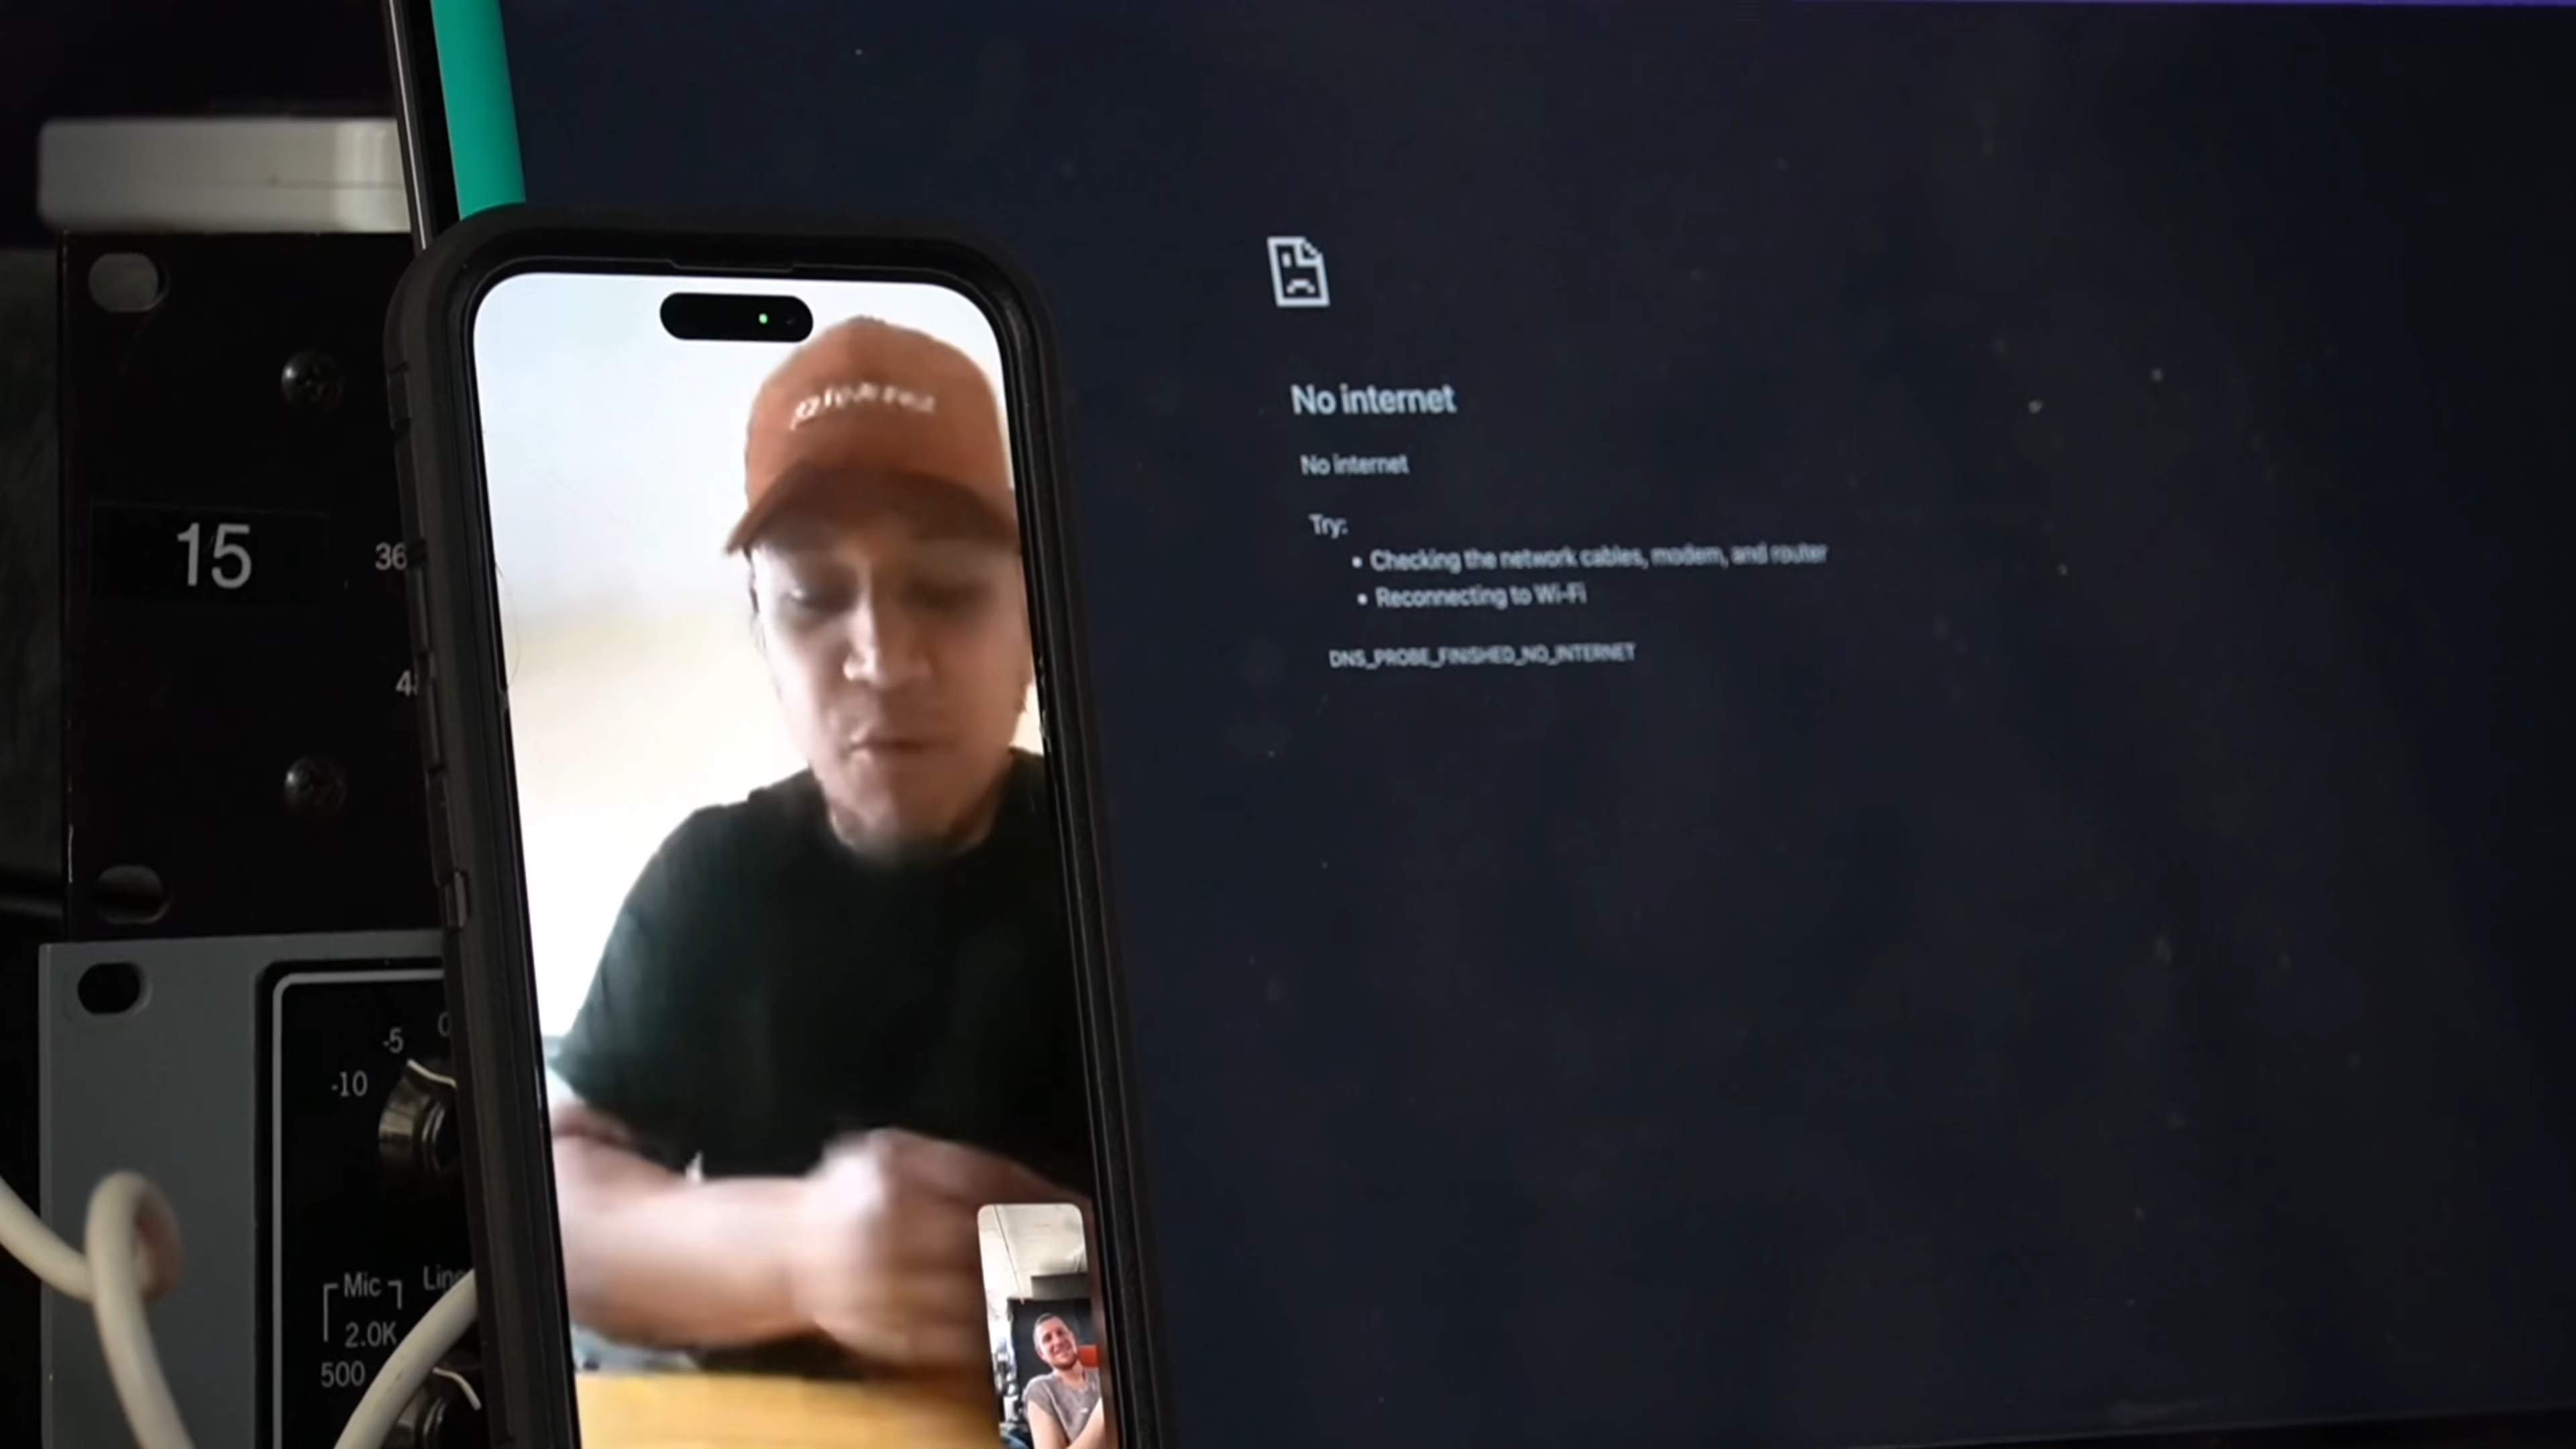 15
36
-5
-10
Mic
2.0K
500
No internet
No internet
Try:
• Checking the network cables, modem, and router
• Reconnecting to Wi-Fi
DNS_PROBE_FINISHED_NO_INTERNET